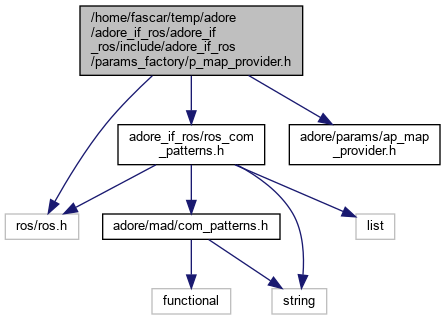 /home/fascar/temp/adore
/adore_if_ros/adore_if
_ros/include/adore_if_ros
/params_factory/p_map_provider.h
adore_if_ros/ros_com
_patterns.h
adore/params/ap_map
_provider.h
ros/ros.h
adore/mad/com_patterns.h
list
functional
string